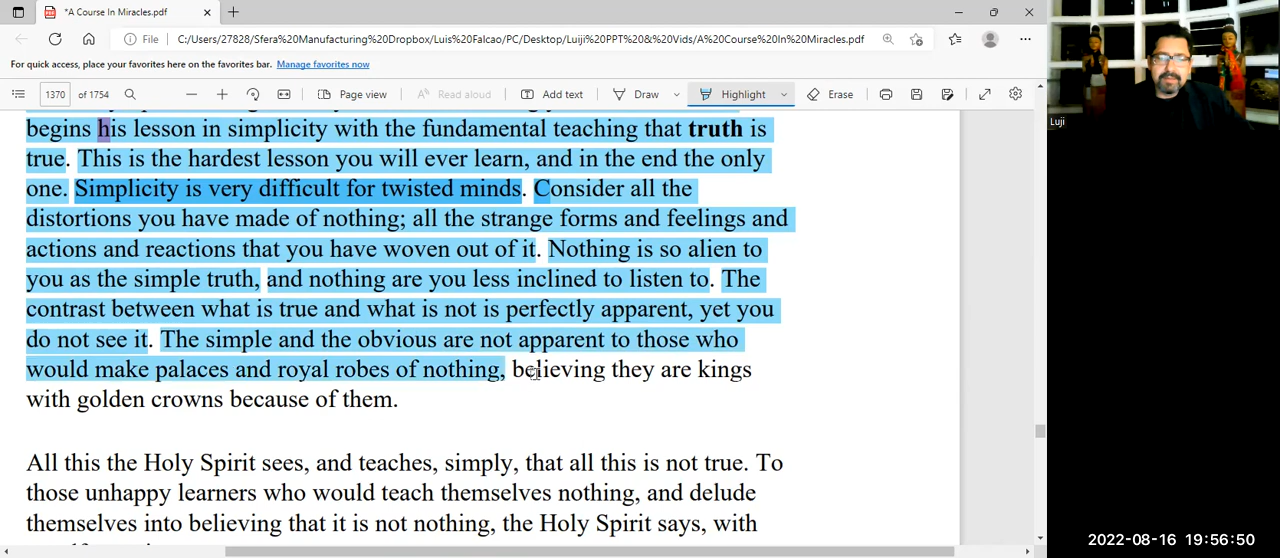 *A Course In Miracles.pdf
File C:/Users/27828/Sfera%20Manufacturing%20Dropbox/Luis%20Falcao/PC/Desktop/Luiji%20PPT%20&%20Vids/A%20Course%20In%20Miracles.pdf
For quick access, place your favorites here on the favorites bar. Manage favorites now
1370 of 1754 Page view Read aloud Add text Draw Highlight Erase
begins his lesson in simplicity with the fundamental teaching that truth is
true. This is the hardest lesson you will ever learn, and in the end the only
one. Simplicity is very difficult for twisted minds. Consider all the
distortions you have made of nothing; all the strange forms and feelings and
actions and reactions that you have woven out of it. Nothing is so alien to
you as the simple truth, and nothing are you less inclined to listen to. The
contrast between what is true and what is not is perfectly apparent, yet you
do not see it. The simple and the obvious are not apparent to those who
would make palaces and royal robes of nothing, believing they are kings
with golden crowns because of them.
All this the Holy Spirit sees, and teaches, simply, that all this is not true. To
those unhappy learners who would teach themselves nothing, and delude
themselves into believing that it is not nothing, the Holy Spirit says, with
Luji
2022-08-16 19:56:50